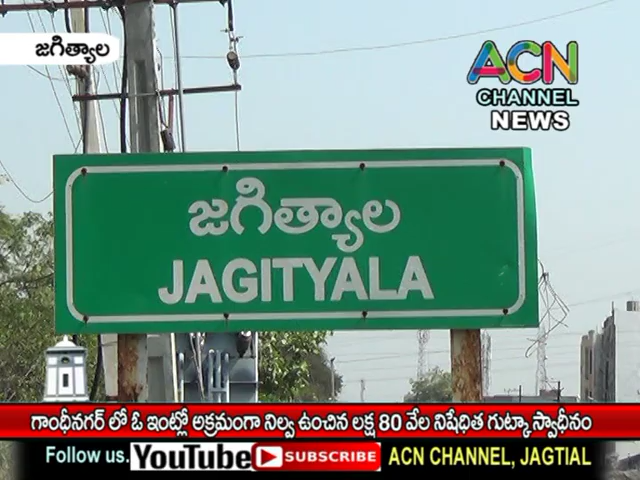 జగిత్యాల
ACN
CHANNEL
NEWS
జగిత్యాల
JAGITYALA
గాంధీనగర్ లో ఓ ఇంట్లో అక్రమంగా నిల్వ ఉంచిన లక్ష 80 వేల నిషేధిత గుట్కా స్వాధీనం
Follow us. YouTube SUBSCRIBE ACN CHANNEL, JAGTIAL